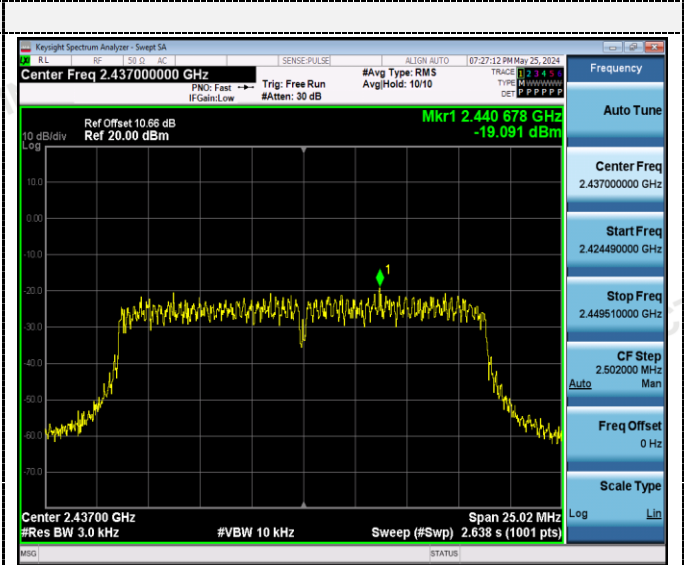 Keysight Spectrum Analyzer - Swept SA
RL RF 50 Ω AC SENSE:PULSE ALIGN AUTO 07:27:12 PM May 25, 2024
Center Freq 2.437000000 GHz
PNO: Fast
IFGain:Low
Trig: Free Run
#Atten: 30 dB
#Avg Type: RMS
Avg|Hold: 10/10
TRACE 1 2 3 4 5 6
TYPE M WWWWW
DET P P P P P P
Ref Offset 10.66 dB
Ref 20.00 dBm
10 dB/div
Log
Mkr1 2.440 678 GHz
-19.091 dBm
10.0
0.00
-10.0
-20.0
-30.0
-40.0
-50.0
-60.0
-70.0
1
Center 2.43700 GHz
Span 25.02 MHz
#Res BW 3.0 kHz
#VBW 10 kHz
Sweep (#Swp) 2.638 s (1001 pts)
MSG
STATUS
Frequency
Auto Tune
Center Freq
2.437000000 GHz
Start Freq
2.424490000 GHz
Stop Freq
2.449510000 GHz
CF Step
2.502000 MHz
Auto Man
Freq Offset
0 Hz
Scale Type
Log Lin